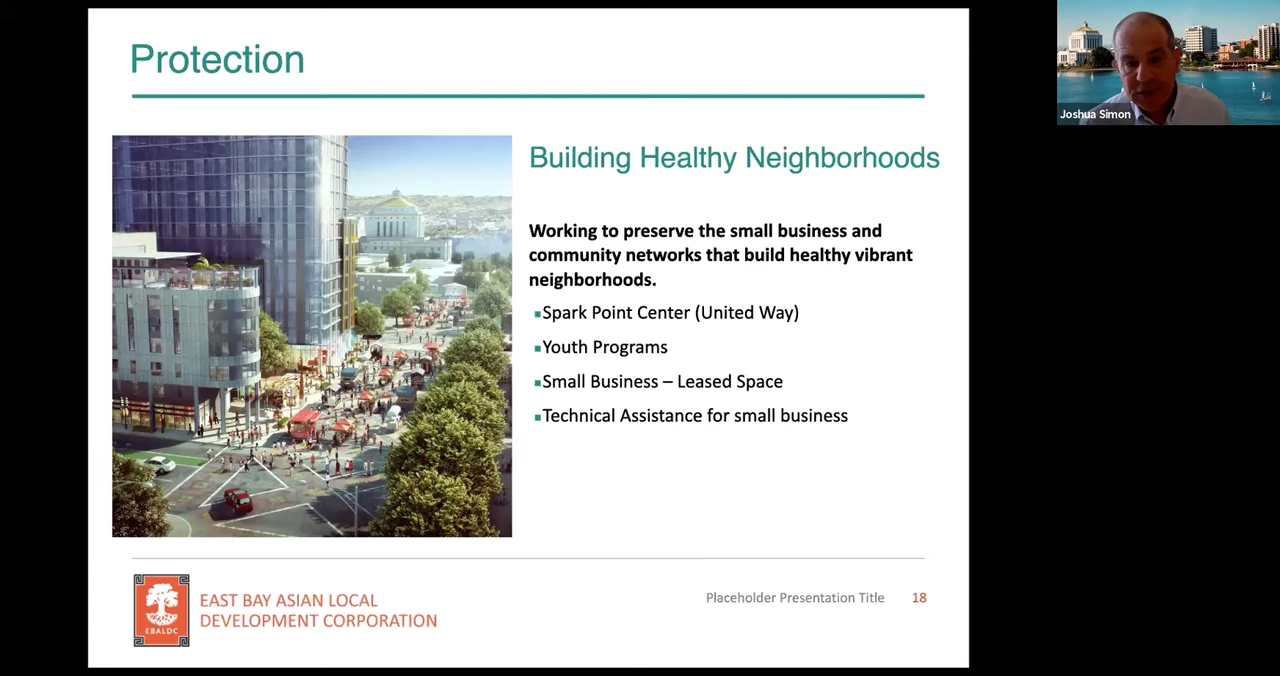 Protection
Building Healthy Neighborhoods
Working to preserve the small business and
community networks that build healthy vibrant
neighborhoods.
▪Spark Point Center (United Way)
▪Youth Programs
▪Small Business – Leased Space
▪Technical Assistance for small business
EBALDC
EAST BAY ASIAN LOCAL
DEVELOPMENT CORPORATION
Placeholder Presentation Title 18
Joshua Simon